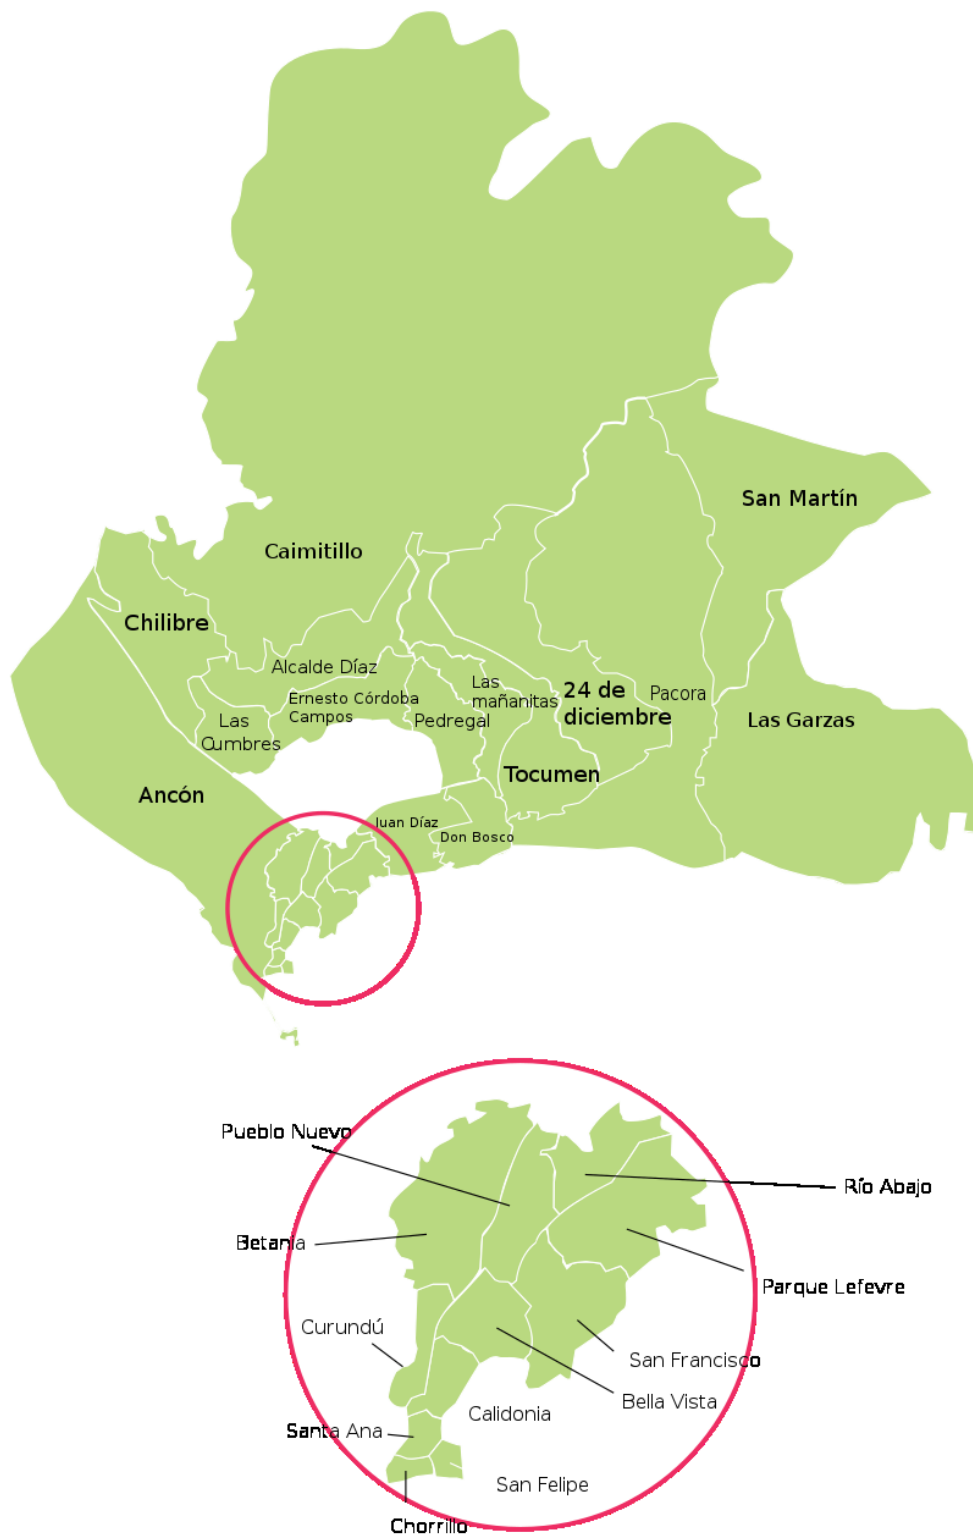 San Martín
Caimitillo
Chilibre
Alcalde Díaz
Las
mañanitas
24 de
diciembre
Pacora
Ernesto Córdoba
Campos
Pedregal
Las
Cumbres
Las Garzas
Tocumen
Ancón
Juan Díaz
Don Bosco
Pueblo Nuevo
Río Abajo
Betania
Parque Lefevre
Curundú
San Francisco
Bella Vista
Calidonia
Santa Ana
San Felipe
Chorrillo